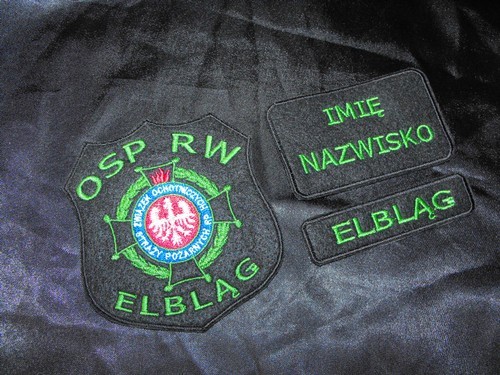 OSP RW
ZWIĄZEK OCHOTNICZYCH
STRAŻY POŻARNYCH RP
ELBLĄG
IMIĘ
NAZWISKO
ELBLĄG